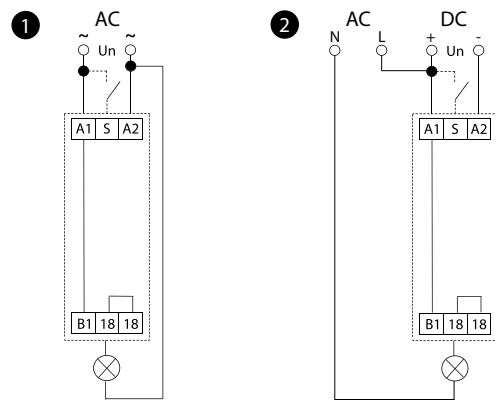 1 AC
~ Un ~
A1 S A2
B1 18 18
2 AC DC
N L + Un -
A1 S A2
B1 18 18